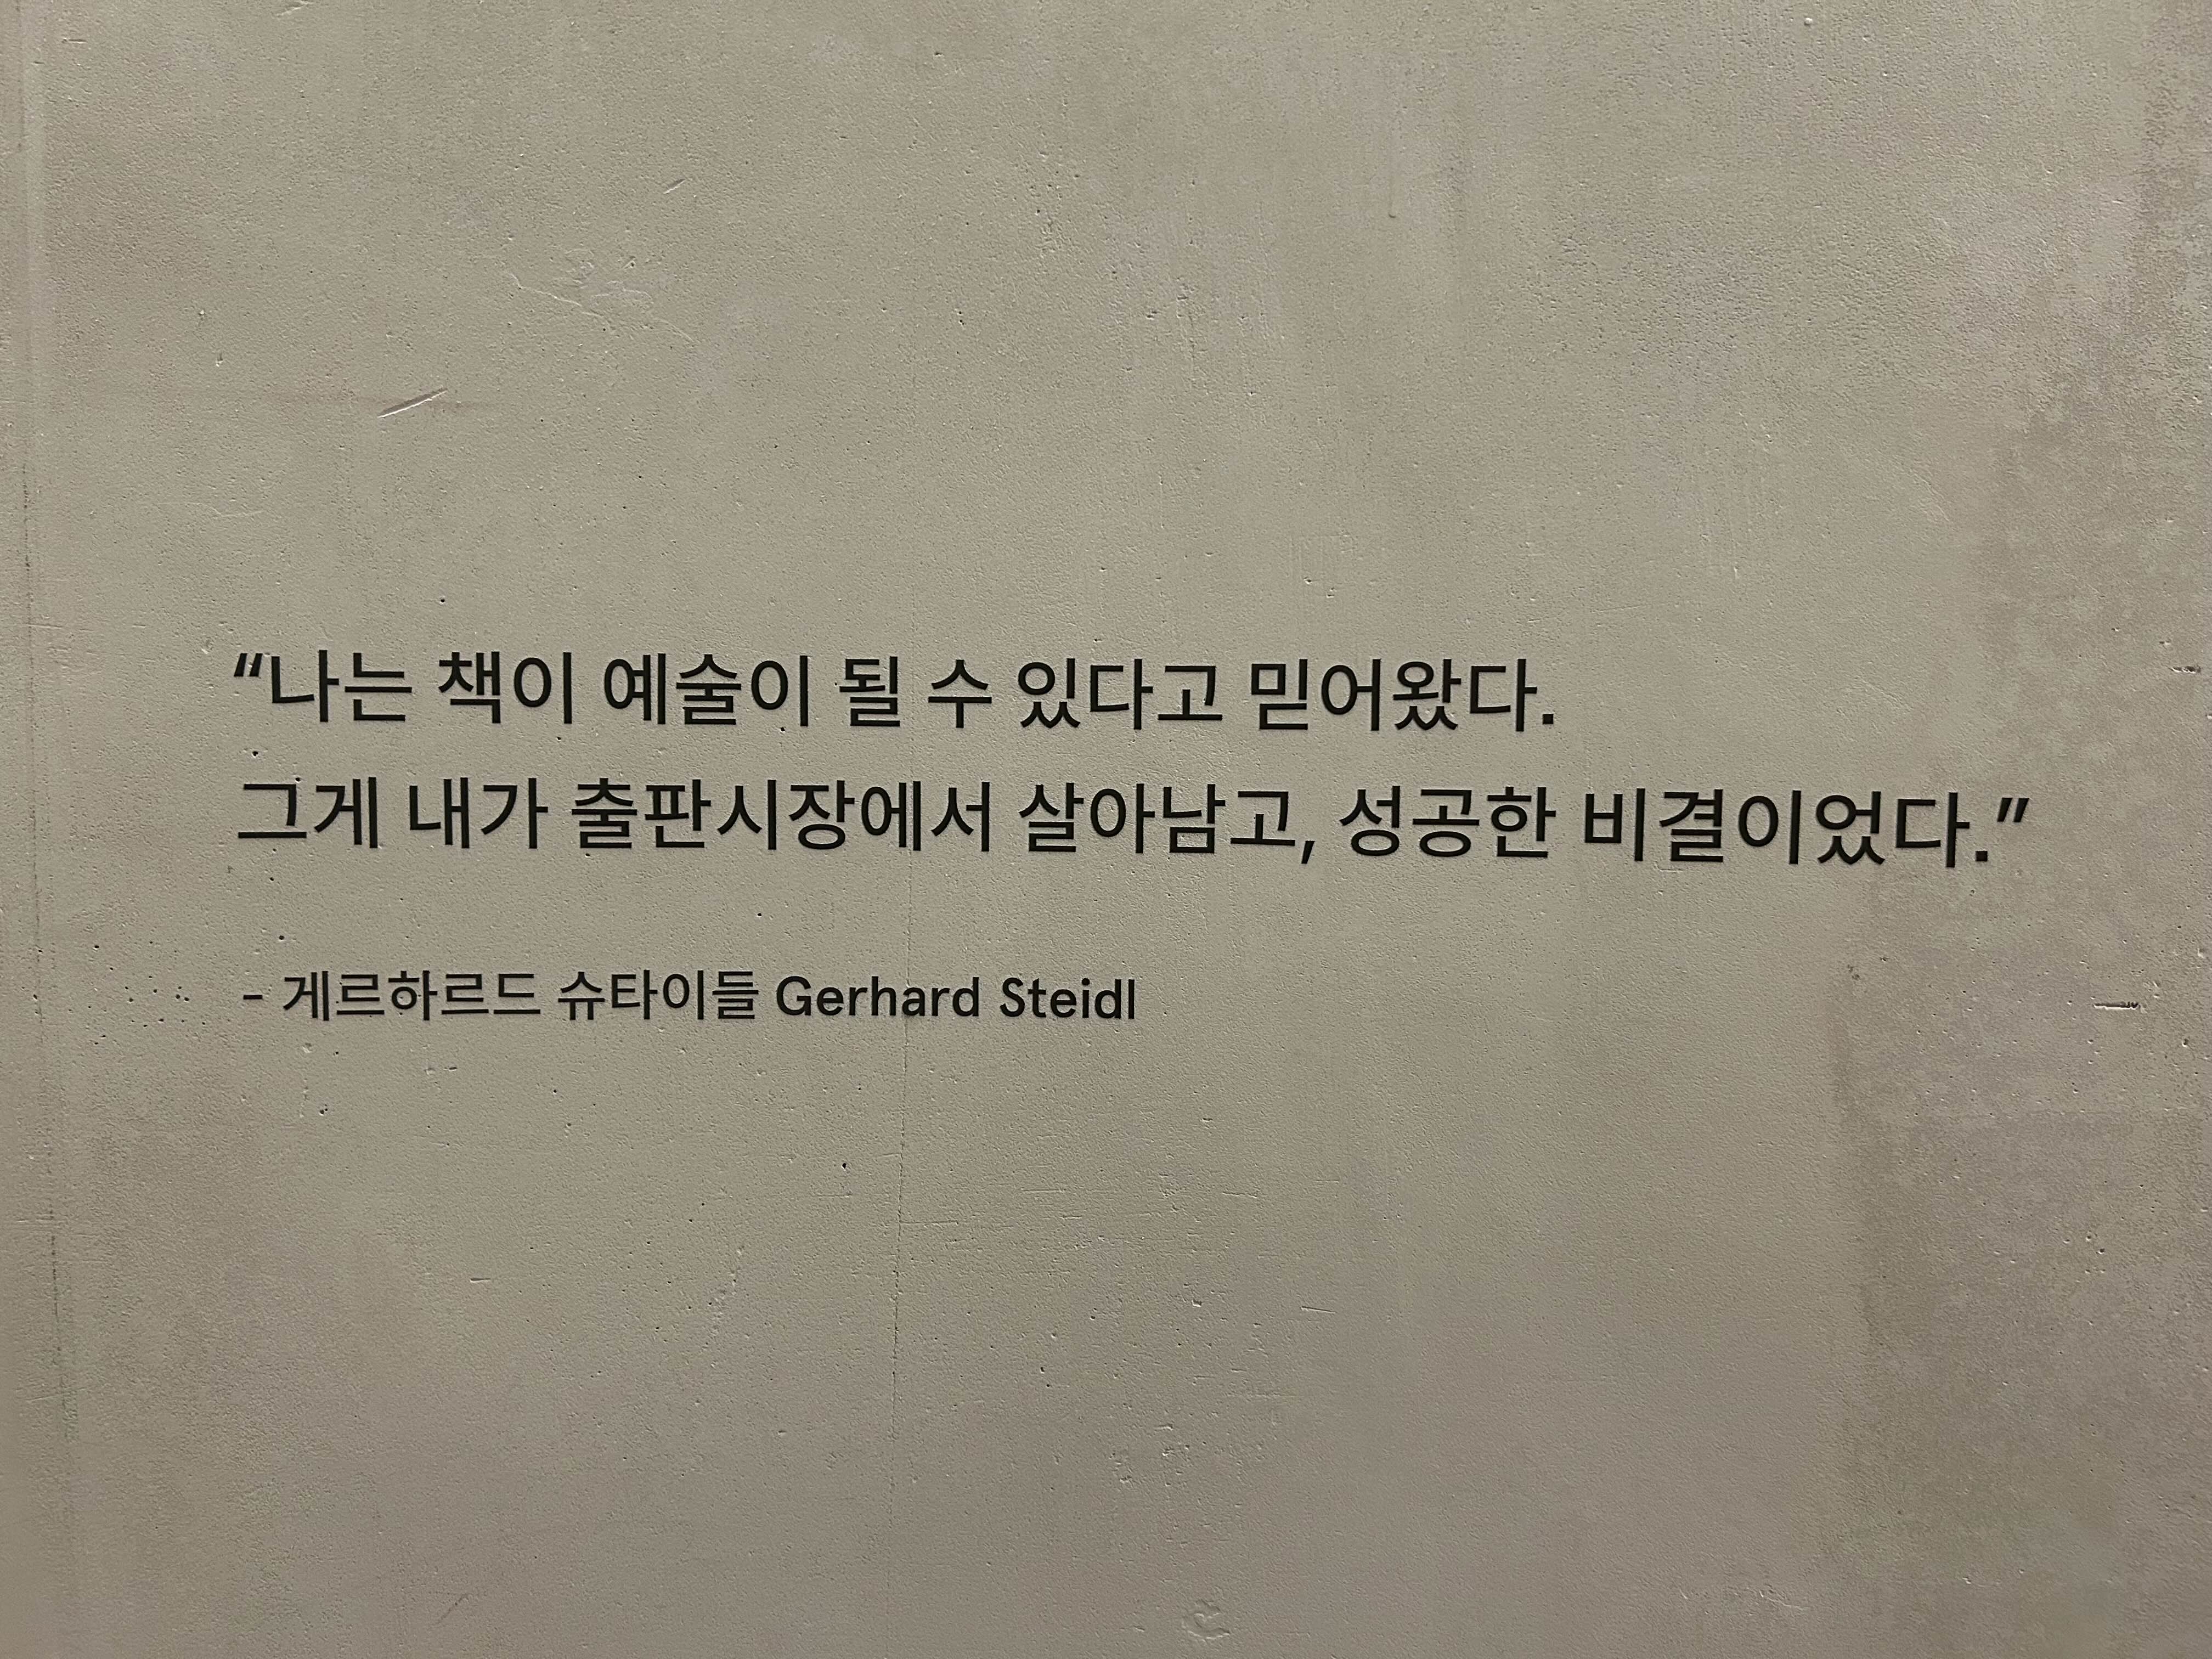 “나는 책이 예술이 될 수 있다고 믿어왔다.
그게 내가 출판시장에서 살아남고, 성공한 비결이었다.”
- 게르하르드 슈타이들 Gerhard Steidl